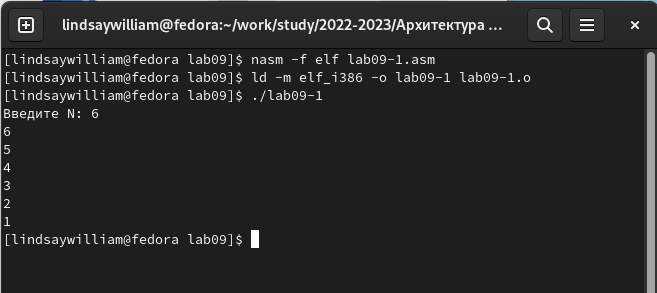 lindsaywilliam@fedora:~/work/study/2022-2023/Архитектура ...
[lindsaywilliam@fedora lab09]$ nasm -f elf lab09-1.asm
[lindsaywilliam@fedora lab09]$ ld -m elf_i386 -o lab09-1 lab09-1.o
[lindsaywilliam@fedora lab09]$ ./lab09-1
Введите N: 6
6
5
4
3
2
1
[lindsaywilliam@fedora lab09]$